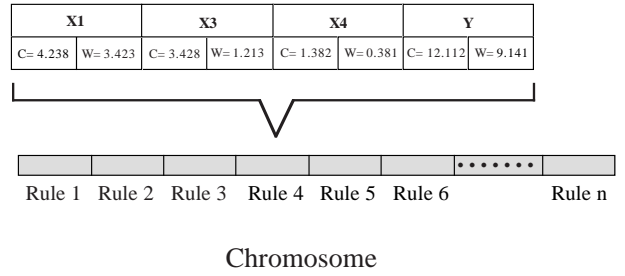 X1 X3 X4 Y
C= 4.238 W= 3.423 C= 3.428 W= 1.213 C= 1.382 W= 0.381 C= 12.112 W= 9.141
Rule 1 Rule 2 Rule 3 Rule 4 Rule 5 Rule 6 Rule n
Chromosome